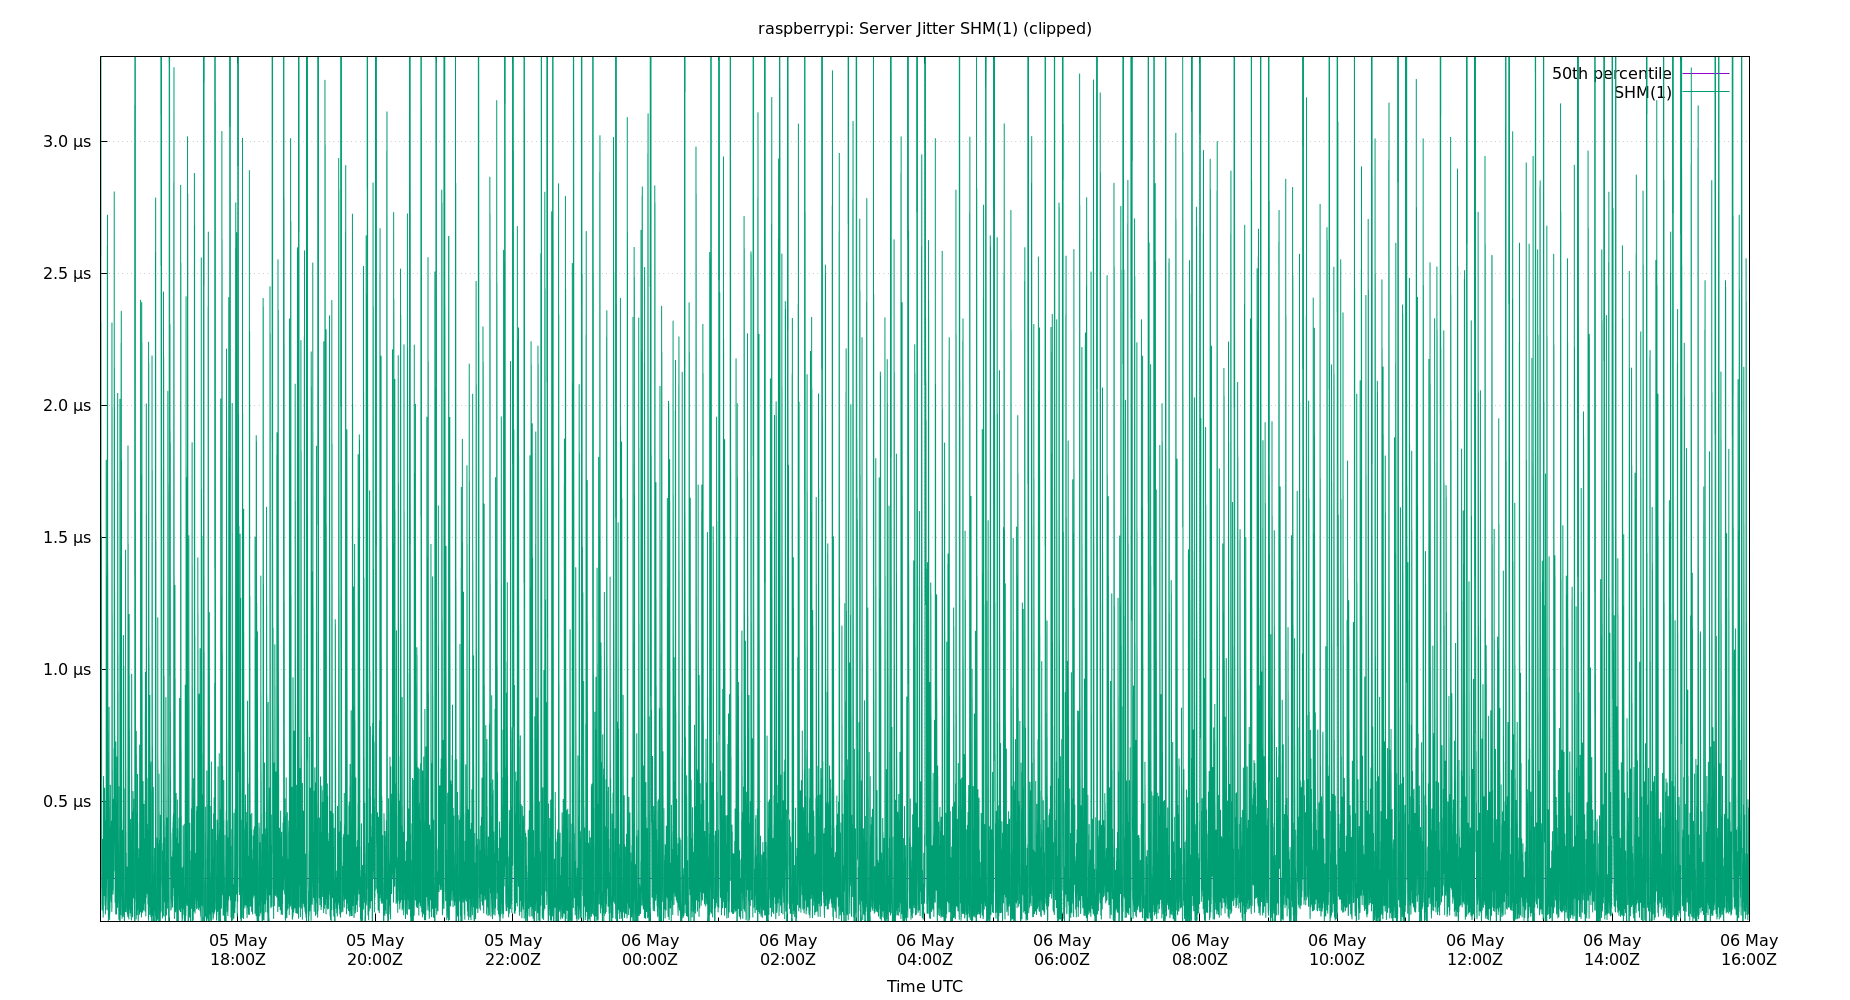 raspberrypi: Server Jitter SHM(1) (clipped)
50th percentile
SHM(1)
3.0 µs
2.5 µs
2.0 µs
1.5 µs
1.0 µs
0.5 µs
05 May 05 May 05 May 06 May 06 May 06 May 06 May 06 May 06 May 06 May 06 May 06 May
18:00Z 20:00Z 22:00Z 00:00Z 02:00Z 04:00Z 06:00Z 08:00Z 10:00Z 12:00Z 14:00Z 16:00Z
Time UTC